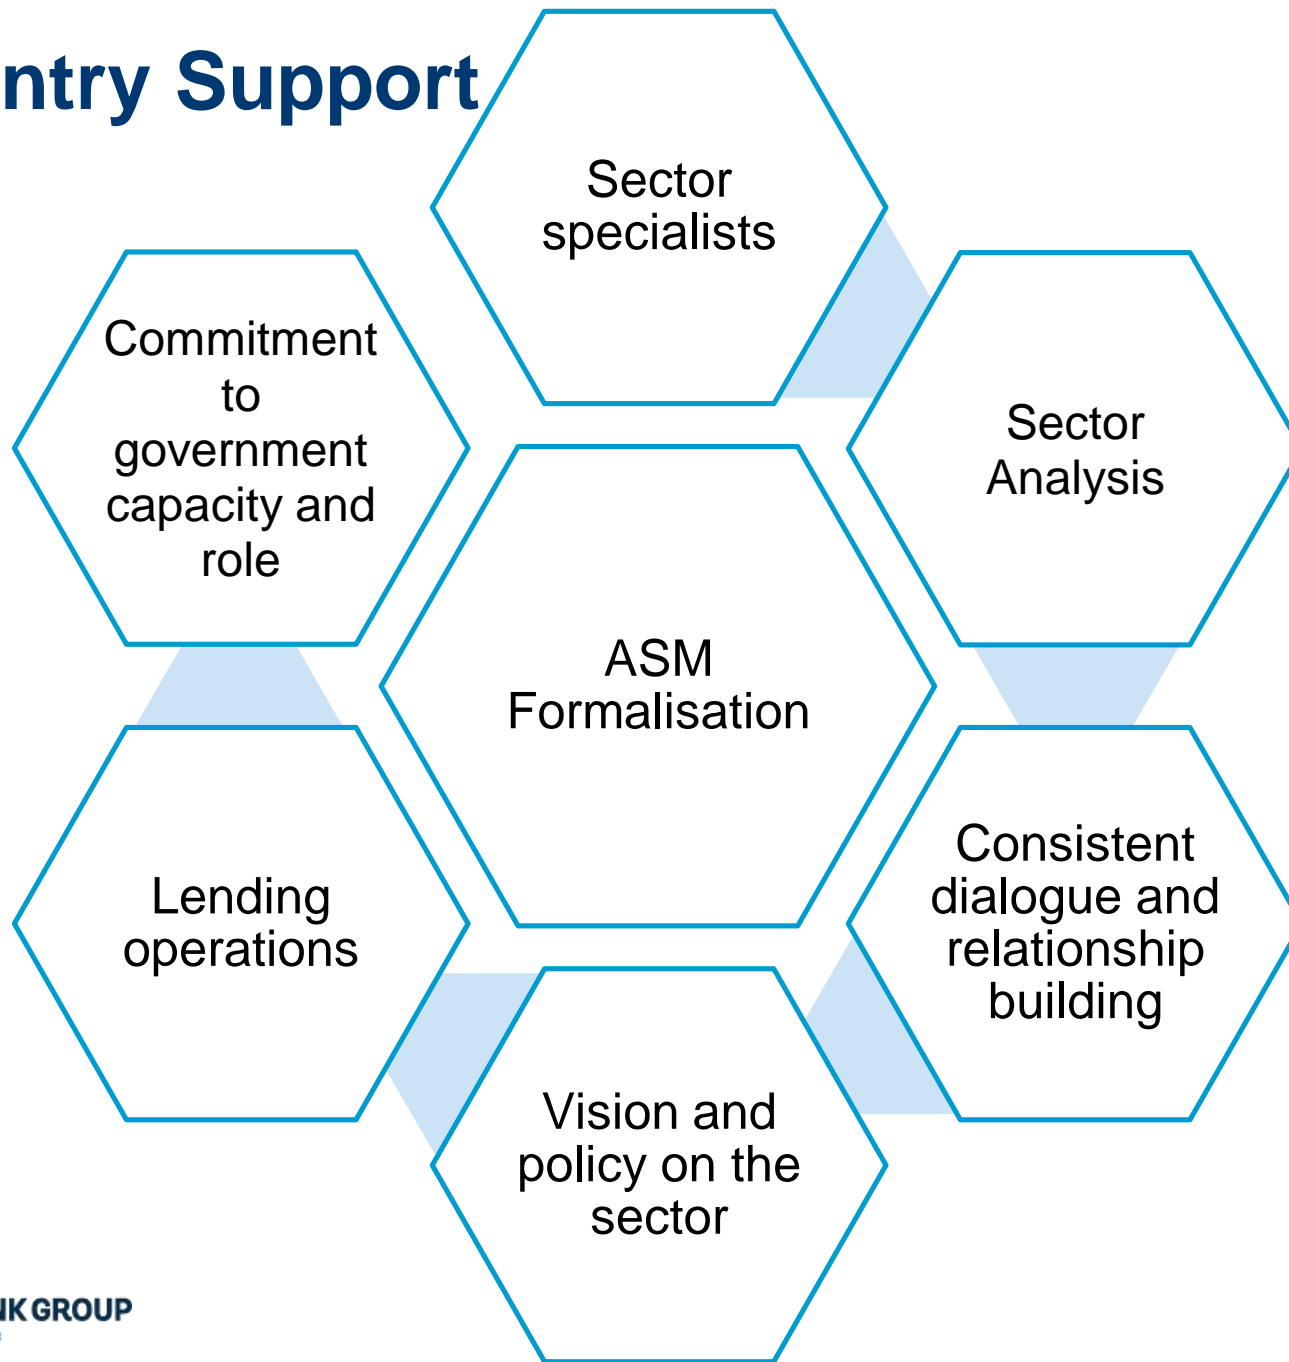 ntry Support
Sector
specialists
Commitment
to
government
capacity and
role
Sector
Analysis
ASM
Formalisation
Lending
operations
Consistent
dialogue and
relationship
building
Vision and
policy on the
sector
NK GROUP